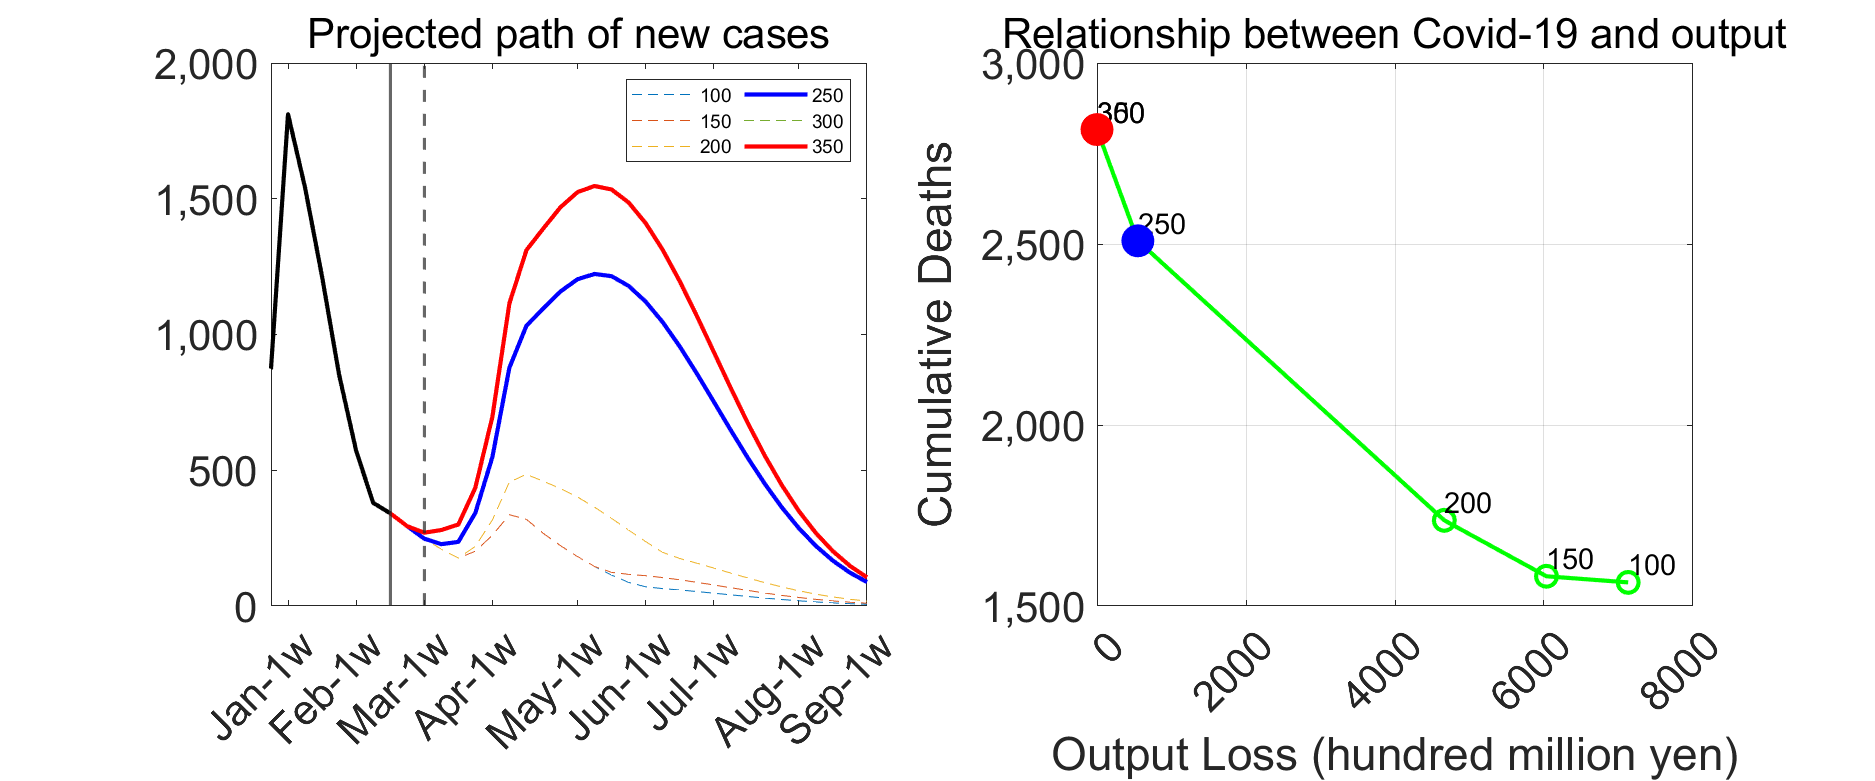 Projected path of new cases
2,000
1,500
1,000
500
0
100
150
200
250
300
350
Jan-1w
Feb-1w
Mar-1w
Apr-1w
May-1w
Jun-1w
Jul-1w
Aug-1w
Sep-1w
Relationship between Covid-19 and output
Cumulative Deaths
3,000
2,500
2,000
1,500
250
200
150
100
0
2000
4000
6000
8000
Output Loss (hundred million yen)